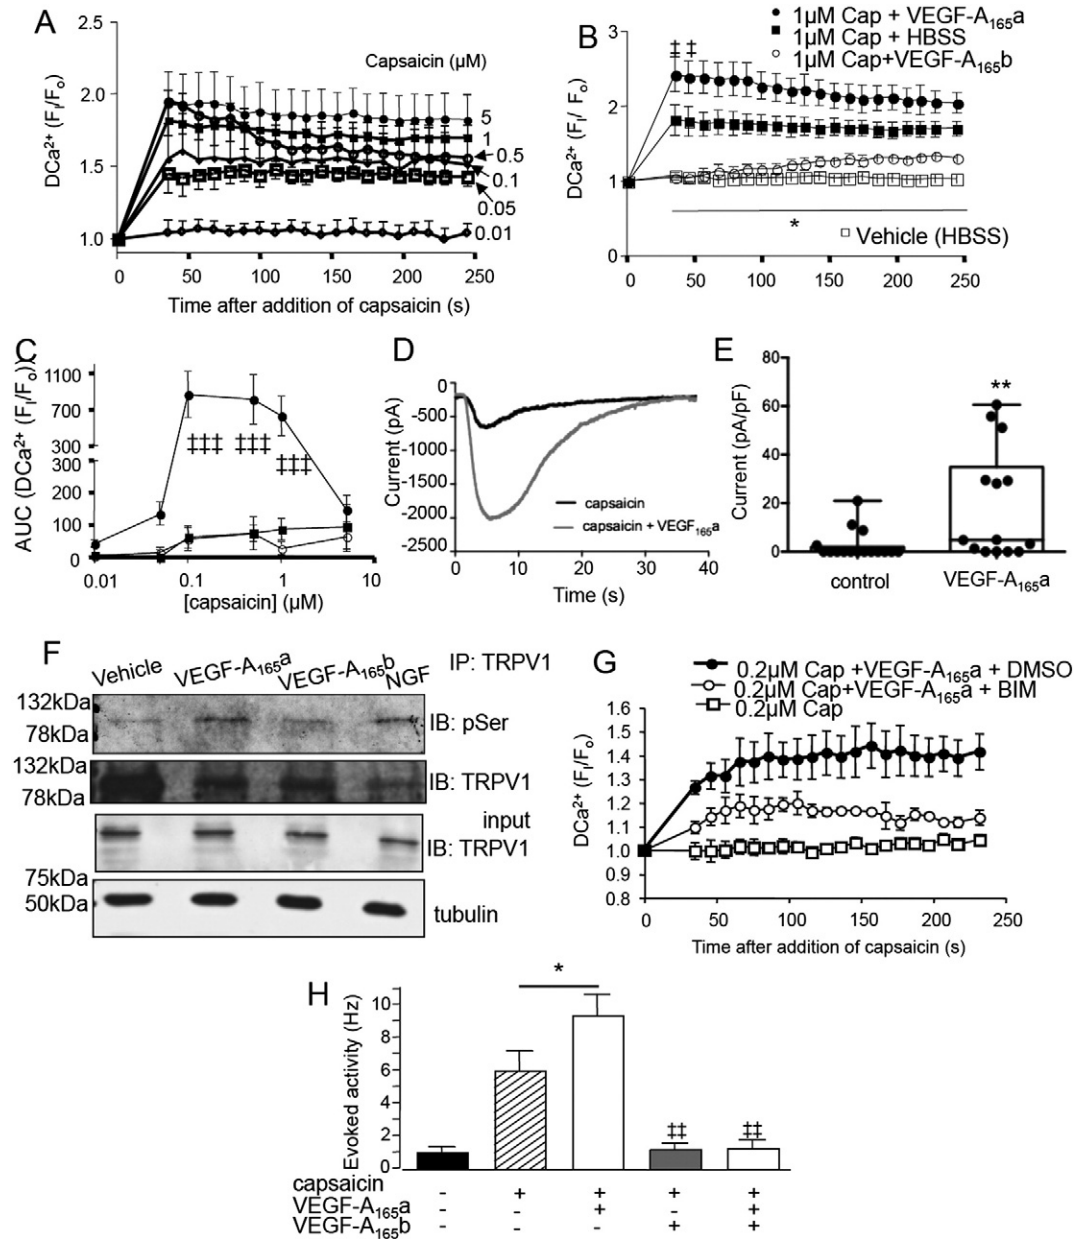 A
2.5
2.0
1.5
1.0
DCa²⁺ (Fᵢ/Fₒ)
Capsaicin (µM)
5
1
0.5
0.1
0.05
0.01
0 50 100 150 200 250
Time after addition of capsaicin (s)
B
1µM Cap + VEGF-A₁₆₅a
1µM Cap + HBSS
1µM Cap+VEGF-A₁₆₅b
3
2
1
0
DCa²⁺ (Fᵢ/ Fₒ)
‡ ‡
*
Vehicle (HBSS)
0 50 100 150 200 250
C
1100
700
300
300
200
100
0
AUC (DCa²⁺ (Fᵢ/Fₒ))
‡‡‡ ‡‡‡ ‡‡‡
0.01 0.1 1 10
[capsaicin] (µM)
D
0
-500
-1000
-1500
-2000
-2500
Current (pA)
capsaicin
capsaicin + VEGF₁₆₅a
0 10 20 30 40
Time (s)
E
80
60
40
20
0
Current (pA/pF)
**
control VEGF-A₁₆₅a
F
Vehicle VEGF-A₁₆₅a VEGF-A₁₆₅b NGF
IP: TRPV1
132kDa
78kDa
IB: pSer
132kDa
78kDa
IB: TRPV1
input
IB: TRPV1
75kDa
50kDa
tubulin
G
0.2µM Cap +VEGF-A₁₆₅a + DMSO
0.2µM Cap+VEGF-A₁₆₅a + BIM
0.2µM Cap
1.6
1.5
1.4
1.3
1.2
1.1
1.0
0.9
0.8
DCa²⁺ (Fᵢ/Fₒ)
0 50 100 150 200 250
Time after addition of capsaicin (s)
H
10
8
6
4
2
0
Evoked activity (Hz)
*
‡‡ ‡‡
capsaicin - + + + +
VEGF-A₁₆₅a - - + - +
VEGF-A₁₆₅b - - - + +